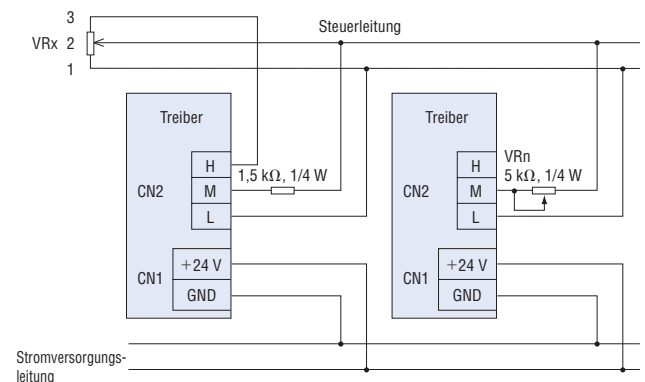 3
Steuerleitung
VRx 2
1
Treiber
Treiber
H
1,5 kΩ, 1/4 W
CN2
M
L
+24 V
CN1
GND
VRn
H
5 kΩ, 1/4 W
CN2
M
L
+24 V
CN1
GND
Stromversorgungs-
leitung